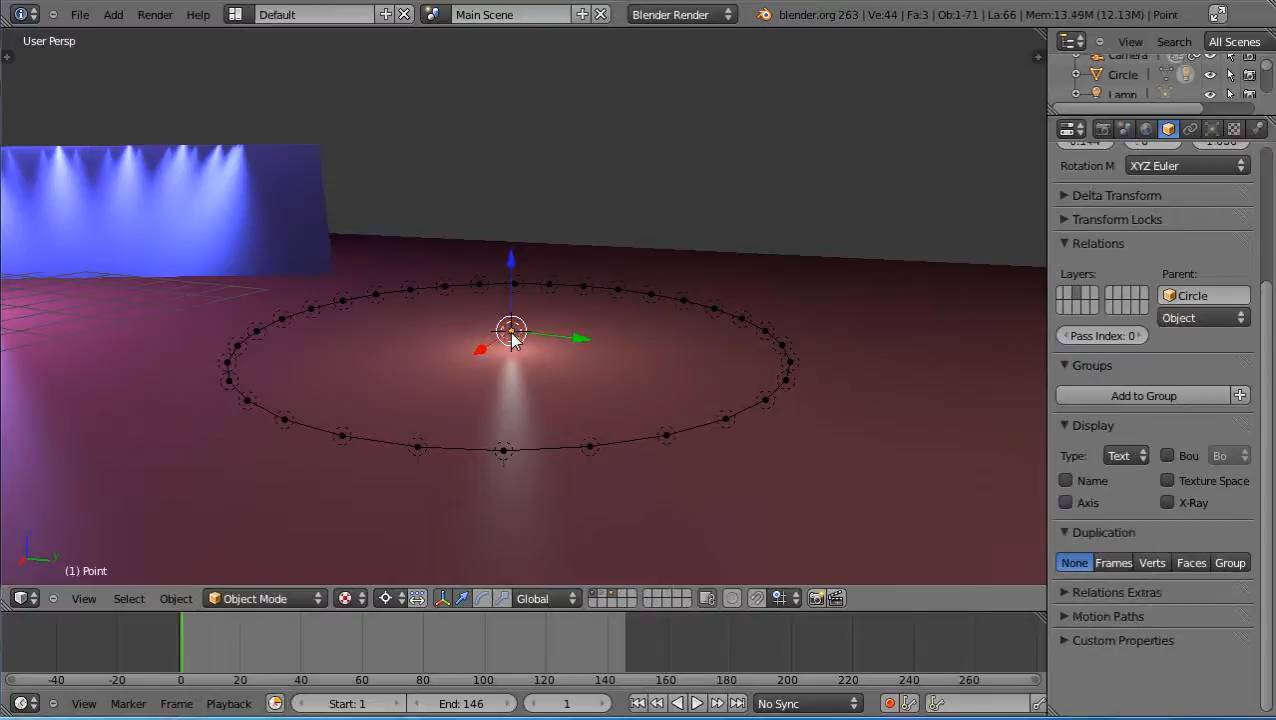 File Add Render Help Default Main Scene Blender Render blender.org 263 | Ve:44 | Fa:3 | Ob:1-71 | La:66 | Mem:13.49M (12.13M) | Point
User Persp
View Search All Scenes
Camera
Circle
Lamp
Rotation M XYZ Euler
Delta Transform
Transform Locks
Relations
Layers: Parent:
Circle
Object
Pass Index: 0
Groups
Add to Group
Display
Type: Text Bou Bo
Name Texture Space
Axis X-Ray
Duplication
None Frames Verts Faces Group
Relations Extras
Motion Paths
Custom Properties
(1) Point
View Select Object Object Mode Global
-40 -20 0 20 40 60 80 100 120 140 160 180 200 220 240 260
View Marker Frame Playback Start: 1 End: 146 1 No Sync